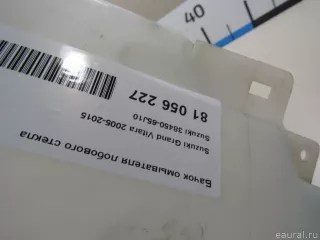 40
Бачок омывателя лобового стекла
Suzuki Grand Vitara 2005-2015
Suzuki 38450-65J10
81 056 227
eaural.ru